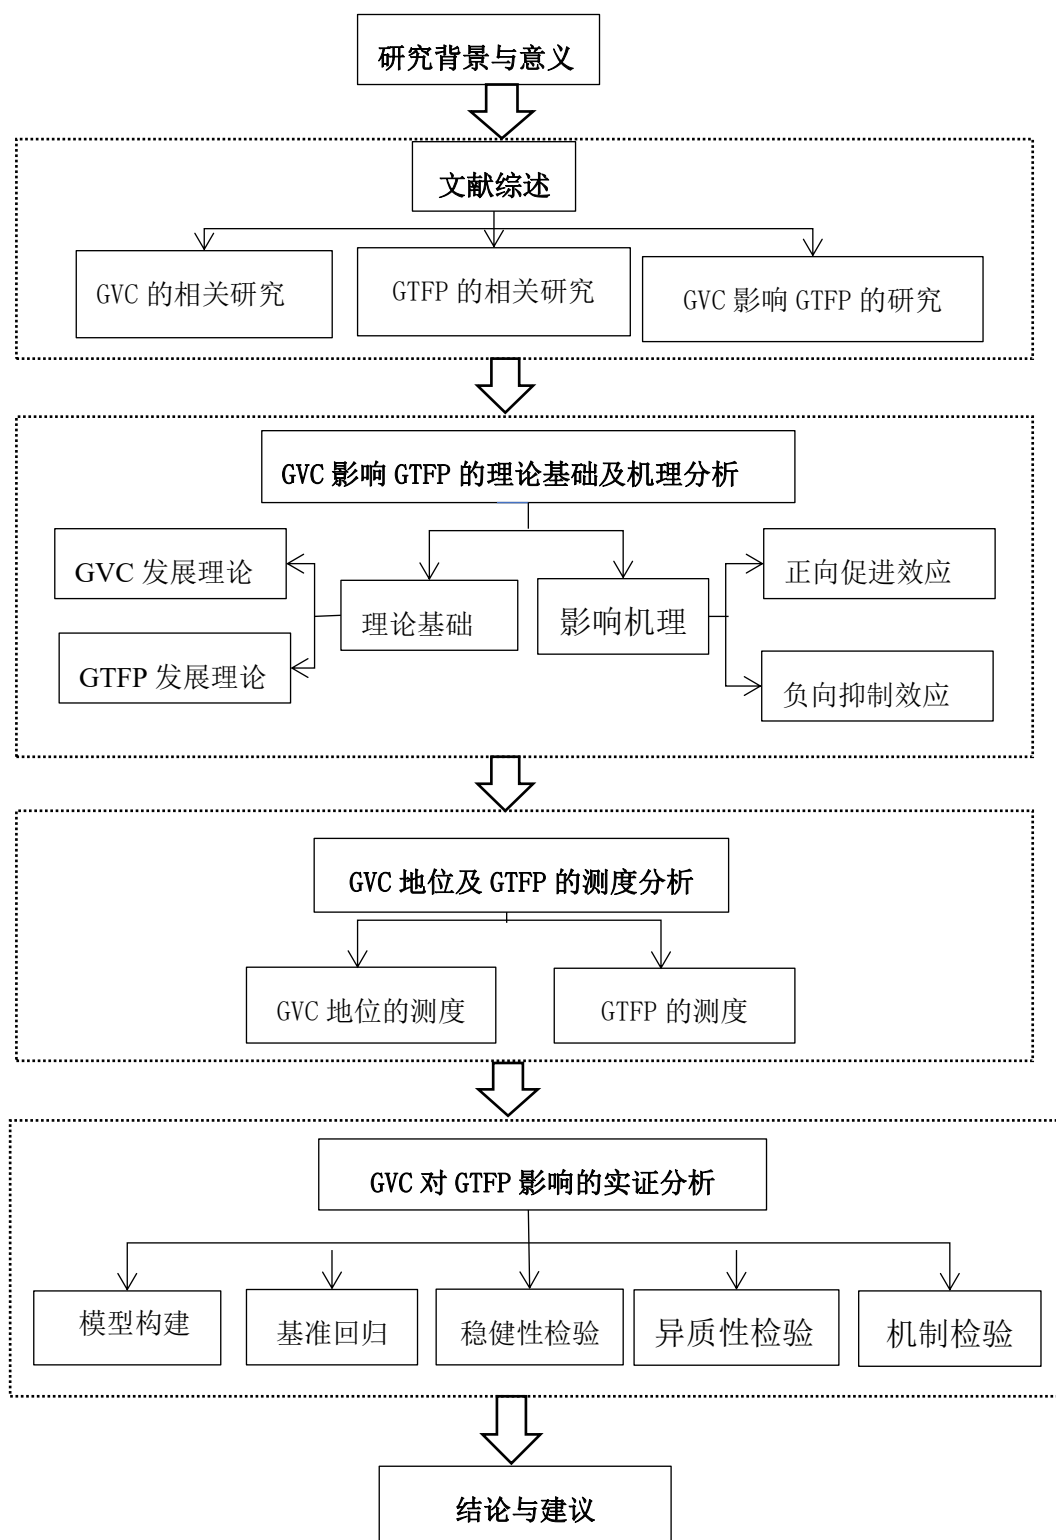 研究背景与意义
文献综述
GVC 的相关研究
GTFP 的相关研究
GVC 影响 GTFP 的研究
GVC 影响 GTFP 的理论基础及机理分析
GVC 发展理论
正向促进效应
理论基础
影响机理
GTFP 发展理论
负向抑制效应
GVC 地位及 GTFP 的测度分析
GVC 地位的测度
GTFP 的测度
GVC 对 GTFP 影响的实证分析
模型构建
基准回归
稳健性检验
异质性检验
机制检验
结论与建议